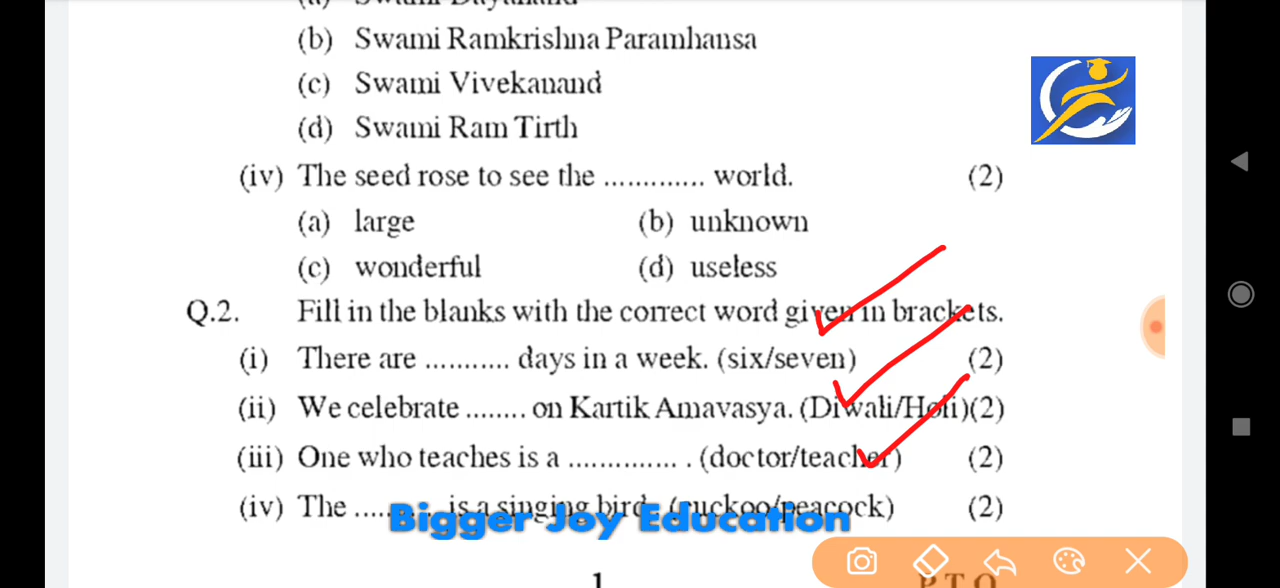 (a) Swami Dayanand
(b) Swami Ramkrishna Paramhansa
(c) Swami Vivekanand
(d) Swami Ram Tirth
(iv) The seed rose to see the ............. world. (2)
(a) large (b) unknown
(c) wonderful (d) useless
Q.2. Fill in the blanks with the correct word given in brackets.
(i) There are ........... days in a week. (six/seven) (2)
(ii) We celebrate ........ on Kartik Amavasya. (Diwali/Holi)(2)
(iii) One who teaches is a .............. . (doctor/teacher) (2)
(iv) The .......... is a singing bird. (cuckoo/peacock) (2)
Bigger Joy Education
1 P.T.O.